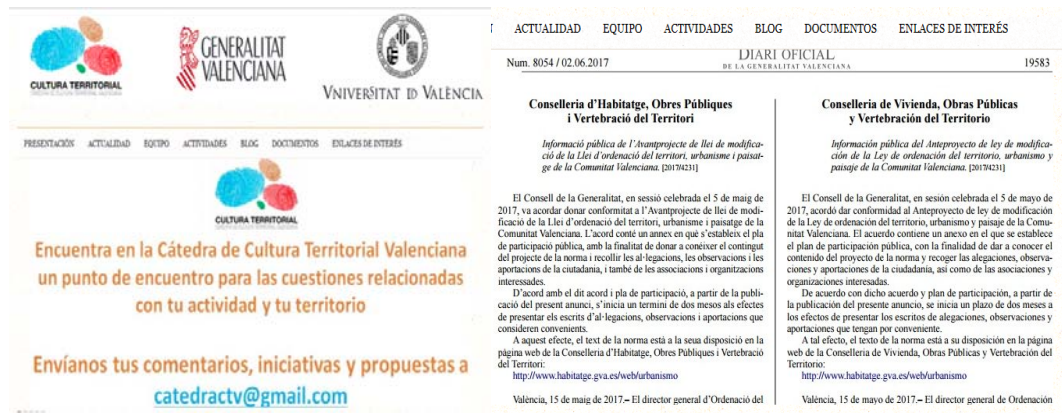 CULTURA TERRITORIAL
GENERALITAT
VALENCIANA
VNIVERSITAT ID VALÈNCIA
PRESENTACIÓN ACTUALIDAD EQUIPO ACTIVIDADES BLOG DOCUMENTOS ENLACES DE INTERÉS
CULTURA TERRITORIAL
Encuentra en la Cátedra de Cultura Territorial Valenciana
un punto de encuentro para las cuestiones relacionadas
con tu actividad y tu territorio
Envíanos tus comentarios, iniciativas y propuestas a
catedractv@gmail.com
ACTUALIDAD EQUIPO ACTIVIDADES BLOG DOCUMENTOS ENLACES DE INTERÉS
Num. 8054 / 02.06.2017
DIARI OFICIAL
DE LA GENERALITAT VALENCIANA
19583
Conselleria d'Habitatge, Obres Públiques
i Vertebració del Territori
Informació pública de l'Avantprojecte de llei de modifica-
ció de la Llei d'ordenació del territori, urbanisme i paisat-
ge de la Comunitat Valenciana. [2017/4231]
El Consell de la Generalitat, en sessió celebrada el 5 de maig de
2017, va acordar donar conformitat a l'Avantprojecte de llei de modi-
ficació de la Llei d'ordenació del territori, urbanisme i paisatge de la
Comunitat Valenciana. L'acord conté un annex en què s'estableix el pla
de participació pública, amb la finalitat de donar a conéixer el contingut
del projecte de la norma i recollir les al·legacions, les observacions i les
aportacions de la ciutadania, i també de les associacions i organitzacions
interessades.
D'acord amb el dit acord i pla de participació, a partir de la publi-
cació del present anunci, s'inicia un termini de dos mesos als efectes
de presentar els escrits d'al·legacions, observacions i aportacions que
consideren convenients.
A aquest efecte, el text de la norma està a la seua disposició en la
pàgina web de la Conselleria d'Habitatge, Obres Públiques i Vertebració
del Territori:
http://www.habitatge.gva.es/web/urbanismo
València, 15 de maig de 2017.– El director general d'Ordenació del
Conselleria de Vivienda, Obras Públicas
y Vertebración del Territorio
Información pública del Anteproyecto de ley de modifica-
ción de la Ley de ordenación del territorio, urbanismo y
paisaje de la Comunitat Valenciana. [2017/4231]
El Consell de la Generalitat, en sesión celebrada el 5 de mayo de
2017, acordó dar conformidad al Anteproyecto de ley de modificación
de la Ley de ordenación del territorio, urbanismo y paisaje de la Comu-
nitat Valenciana. El acuerdo contiene un anexo en el que se establece
el plan de participación pública, con la finalidad de dar a conocer el
contenido del proyecto de la norma y recoger las alegaciones, observa-
ciones y aportaciones de la ciudadanía, así como de las asociaciones y
organizaciones interesadas.
De acuerdo con dicho acuerdo y plan de participación, a partir de
la publicación del presente anuncio, se inicia un plazo de dos meses a
los efectos de presentar los escritos de alegaciones, observaciones y
aportaciones que tengan por conveniente.
A tal efecto, el texto de la norma está a su disposición en la página
web de la Conselleria de Vivienda, Obras Públicas y Vertebración del
Territorio:
http://www.habitatge.gva.es/web/urbanismo
València, 15 de mayo de 2017.– El director general de Ordenación